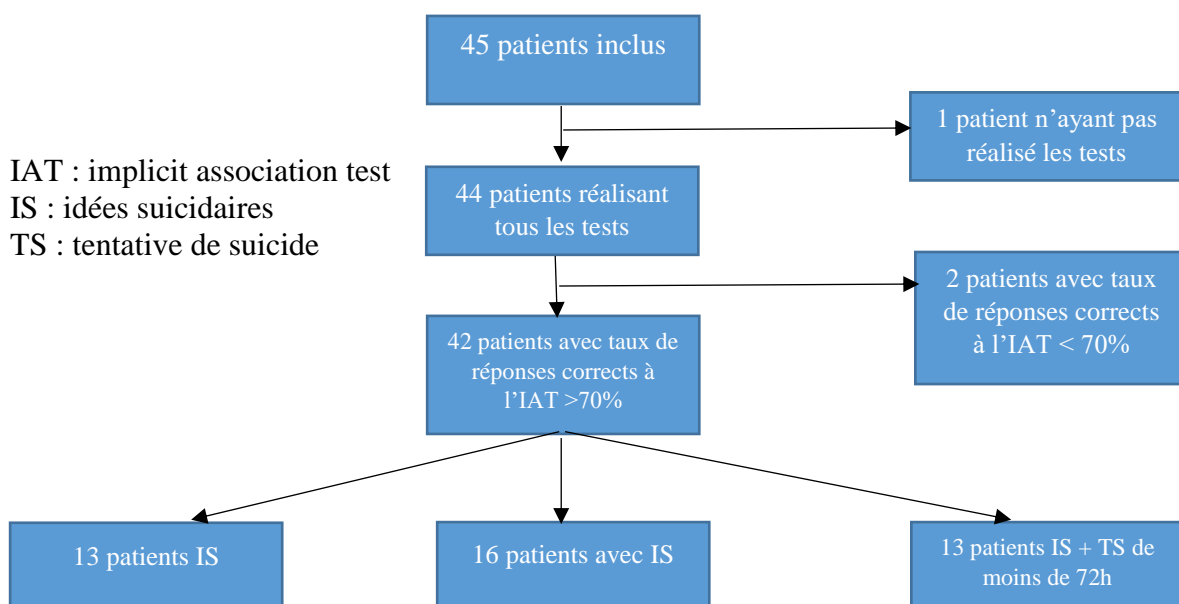 45 patients inclus
1 patient n’ayant pas
réalisé les tests
IAT : implicit association test
IS : idées suicidaires
TS : tentative de suicide
44 patients réalisant
tous les tests
2 patients avec taux
de réponses corrects
à l’IAT < 70%
42 patients avec taux de
réponses corrects à
l’IAT >70%
13 patients IS
16 patients avec IS
13 patients IS + TS de
moins de 72h